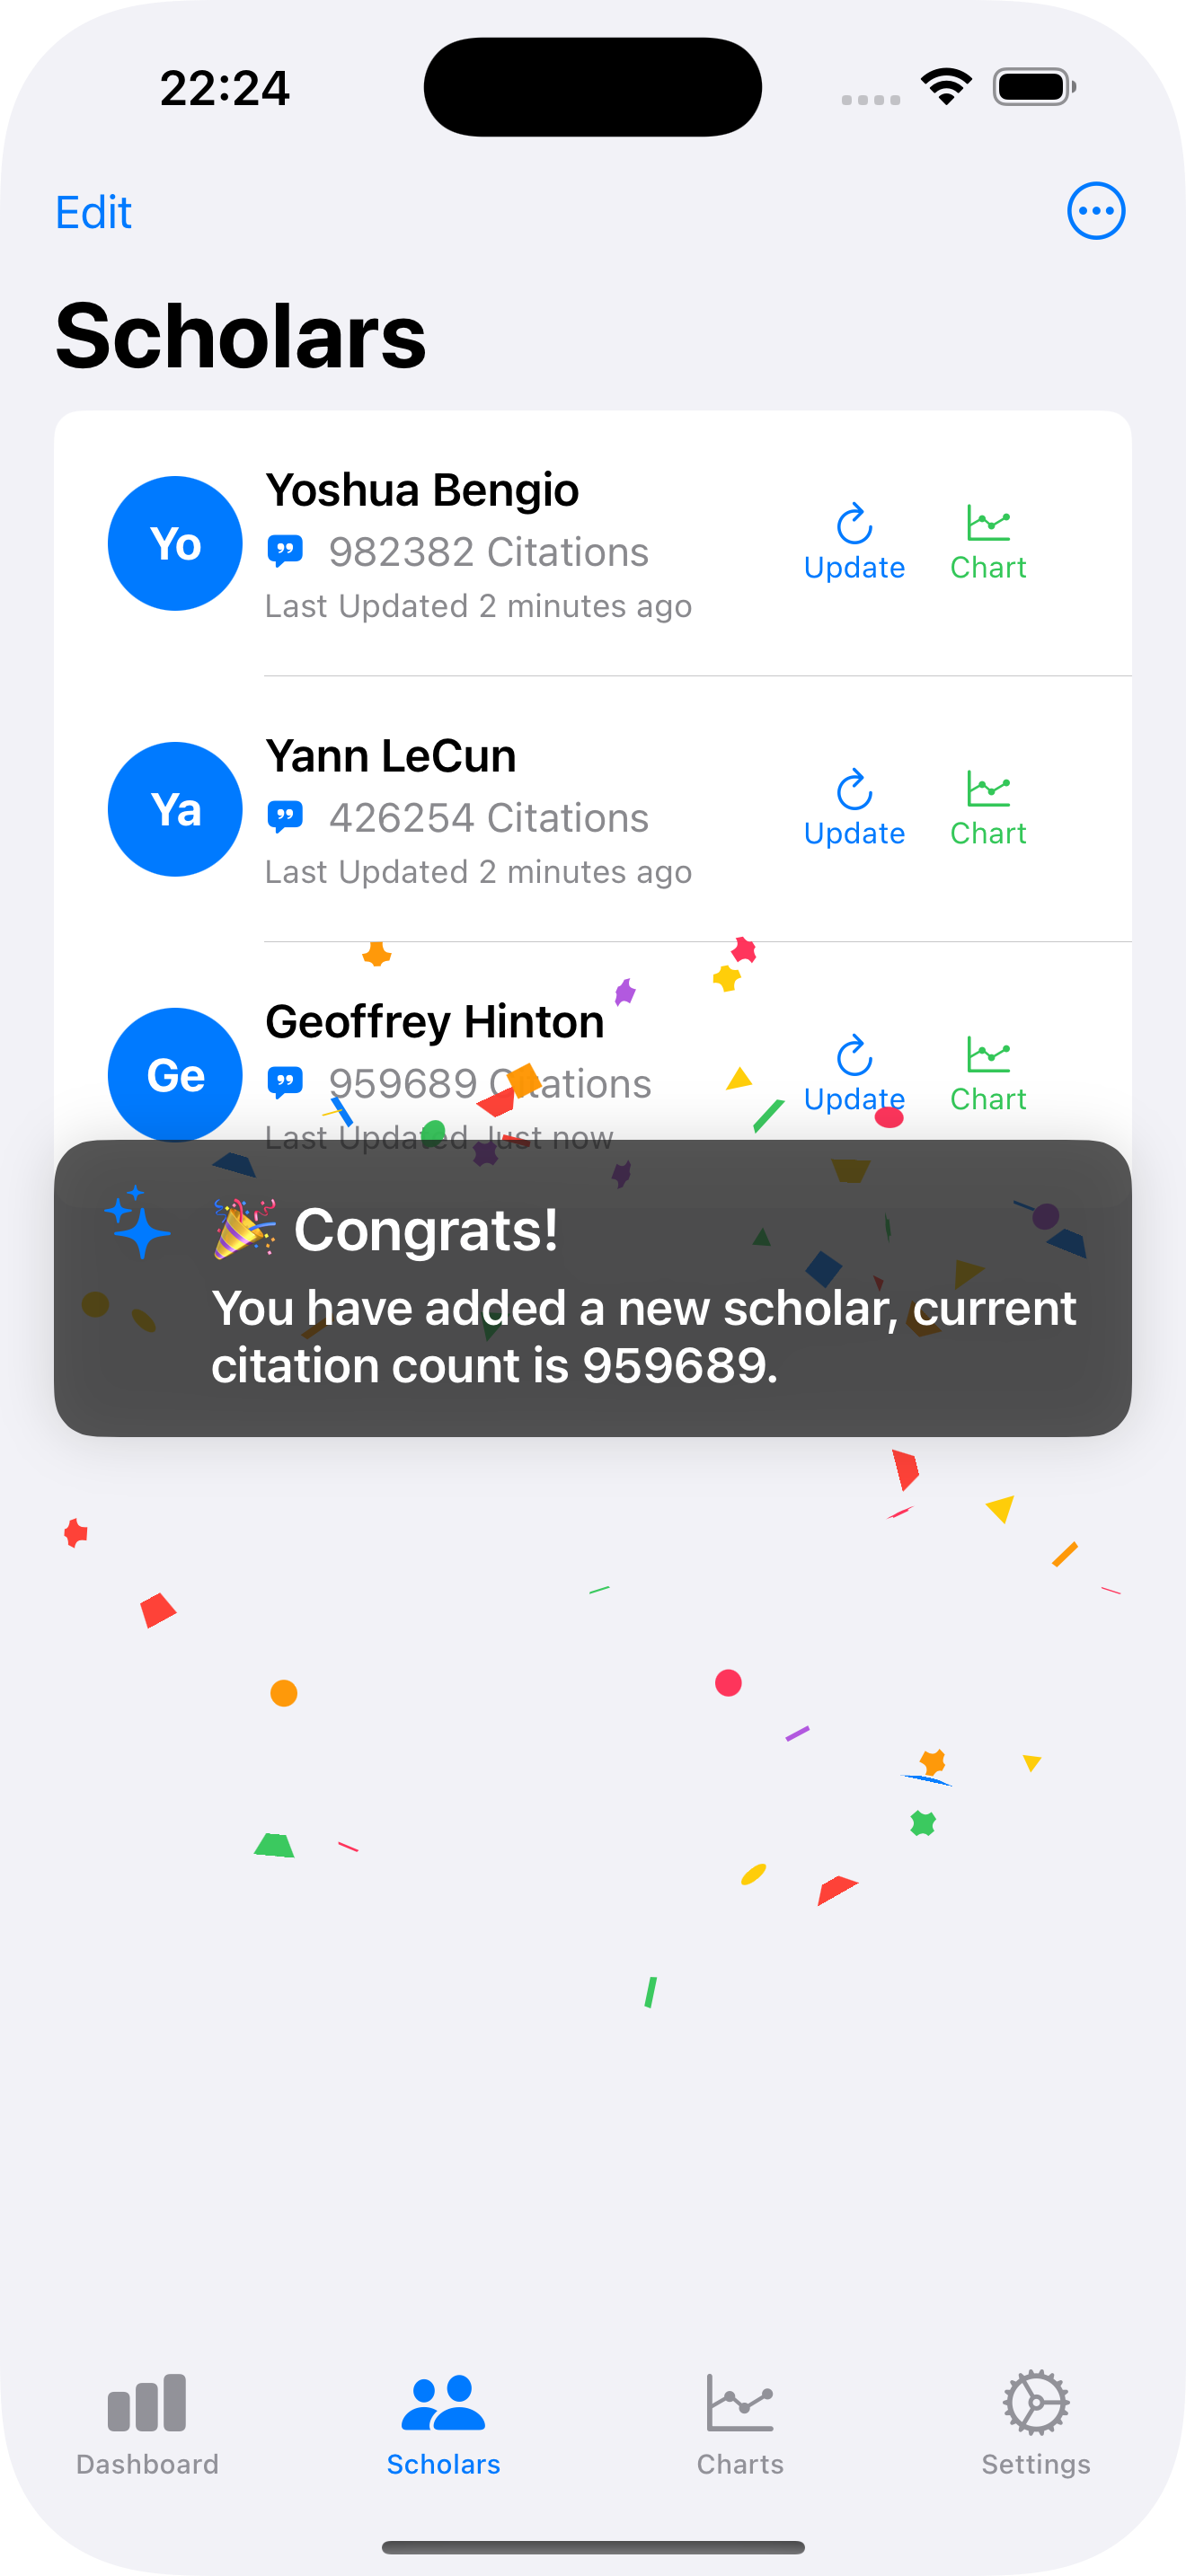 22:24
Edit
Scholars
Yo
Yoshua Bengio
982382 Citations
Last Updated 2 minutes ago
Update
Chart
Ya
Yann LeCun
426254 Citations
Last Updated 2 minutes ago
Update
Chart
Ge
Geoffrey Hinton
959689 Citations
Last Updated Just now
Update
Chart
🎉 Congrats!
You have added a new scholar, current
citation count is 959689.
Dashboard
Scholars
Charts
Settings